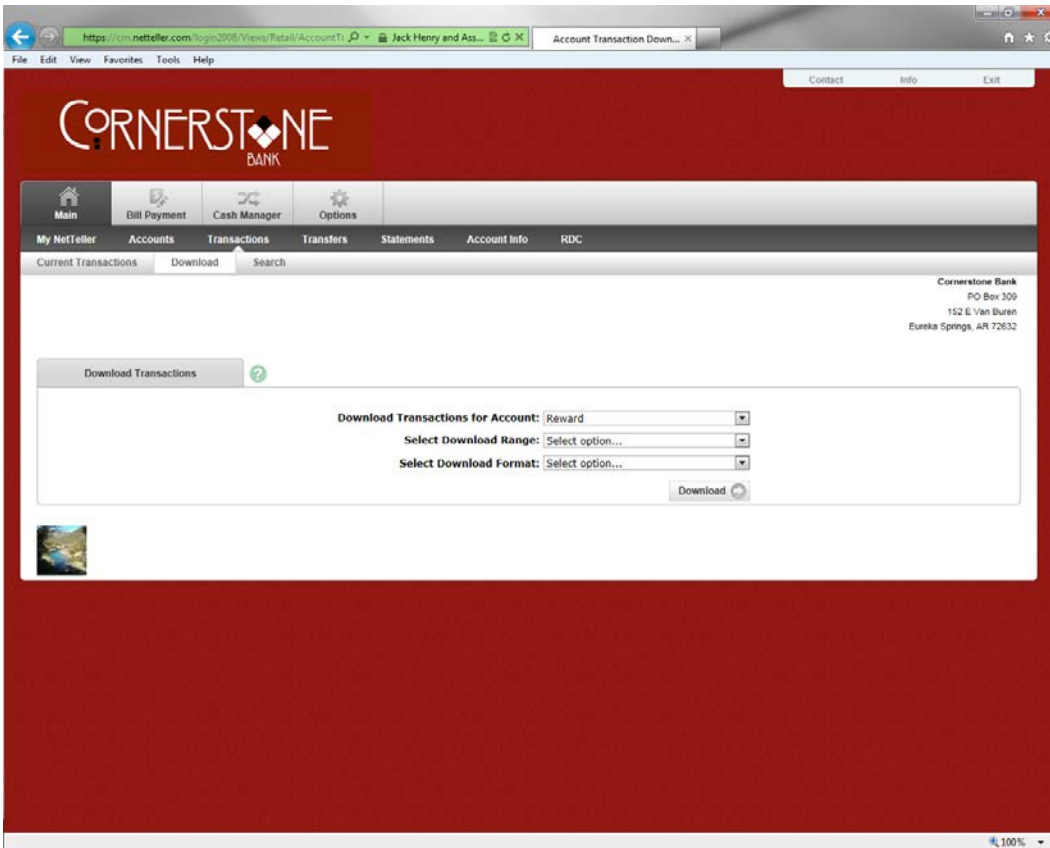 https://cm.netteller.com/login2008/Views/Retail/AccountTr
Jack Henry and Ass...
Account Transaction Down...
File Edit View Favorites Tools Help
Contact Info Exit
CORNERSTONE
BANK
Main Bill Payment Cash Manager Options
My NetTeller Accounts Transactions Transfers Statements Account Info RDC
Current Transactions Download Search
Cornerstone Bank
PO Box 309
152 E Van Buren
Eureka Springs, AR 72632
Download Transactions ?
Download Transactions for Account: Reward
Select Download Range: Select option...
Select Download Format: Select option...
Download
100%